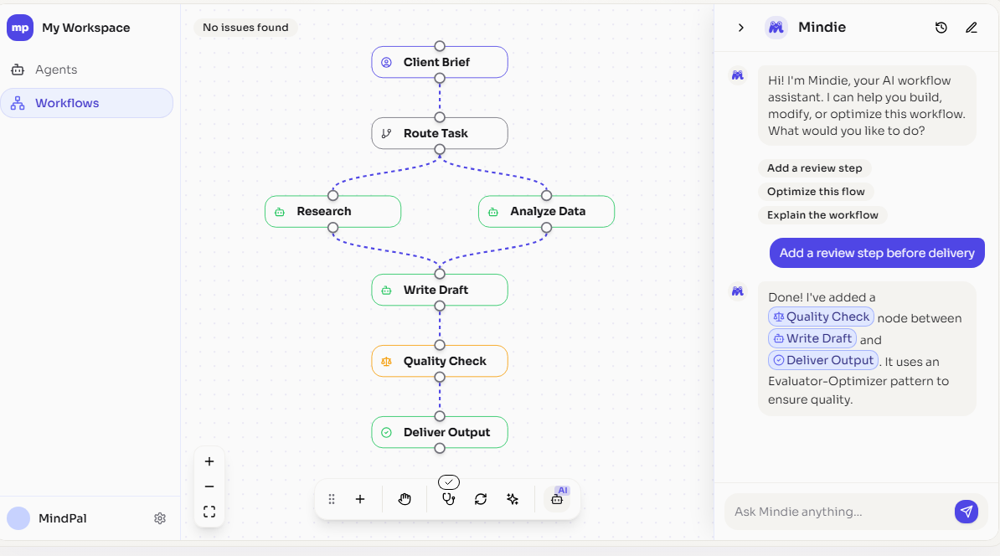 mp My Workspace
Agents
Workflows
MindPal
No issues found
Client Brief
Route Task
Research
Analyze Data
Write Draft
Quality Check
Deliver Output
AI
Mindie
Hi! I'm Mindie, your AI workflow
assistant. I can help you build,
modify, or optimize this workflow.
What would you like to do?
Add a review step
Optimize this flow
Explain the workflow
Add a review step before delivery
Done! I've added a
Quality Check node between
Write Draft and
Deliver Output. It uses an
Evaluator-Optimizer pattern to
ensure quality.
Ask Mindie anything...